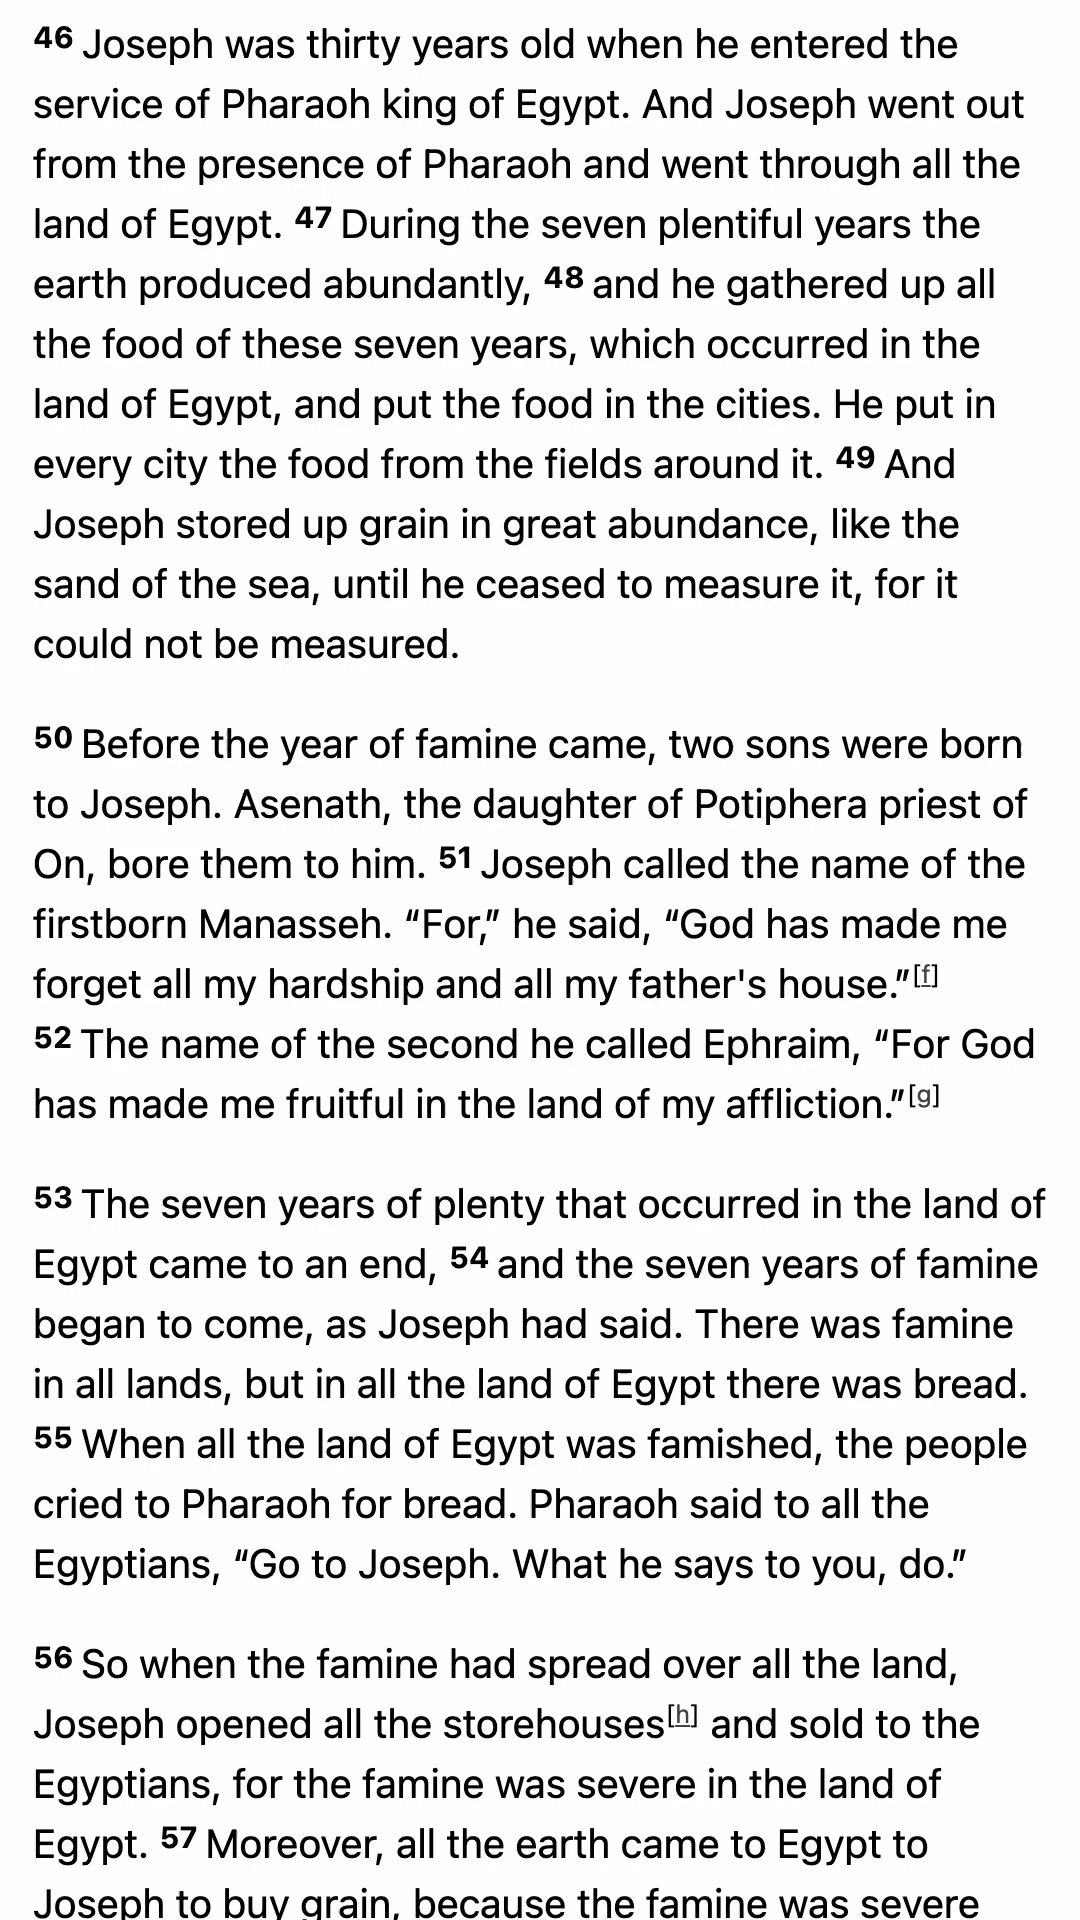 46 Joseph was thirty years old when he entered the
service of Pharaoh king of Egypt. And Joseph went out
from the presence of Pharaoh and went through all the
land of Egypt. 47 During the seven plentiful years the
earth produced abundantly, 48 and he gathered up all
the food of these seven years, which occurred in the
land of Egypt, and put the food in the cities. He put in
every city the food from the fields around it. 49 And
Joseph stored up grain in great abundance, like the
sand of the sea, until he ceased to measure it, for it
could not be measured.
50 Before the year of famine came, two sons were born
to Joseph. Asenath, the daughter of Potiphera priest of
On, bore them to him. 51 Joseph called the name of the
firstborn Manasseh. “For,” he said, “God has made me
forget all my hardship and all my father's house.”[f]
52 The name of the second he called Ephraim, “For God
has made me fruitful in the land of my affliction.”[g]
53 The seven years of plenty that occurred in the land of
Egypt came to an end, 54 and the seven years of famine
began to come, as Joseph had said. There was famine
in all lands, but in all the land of Egypt there was bread.
55 When all the land of Egypt was famished, the people
cried to Pharaoh for bread. Pharaoh said to all the
Egyptians, “Go to Joseph. What he says to you, do.”
56 So when the famine had spread over all the land,
Joseph opened all the storehouses[h] and sold to the
Egyptians, for the famine was severe in the land of
Egypt. 57 Moreover, all the earth came to Egypt to
Joseph to buy grain, because the famine was severe